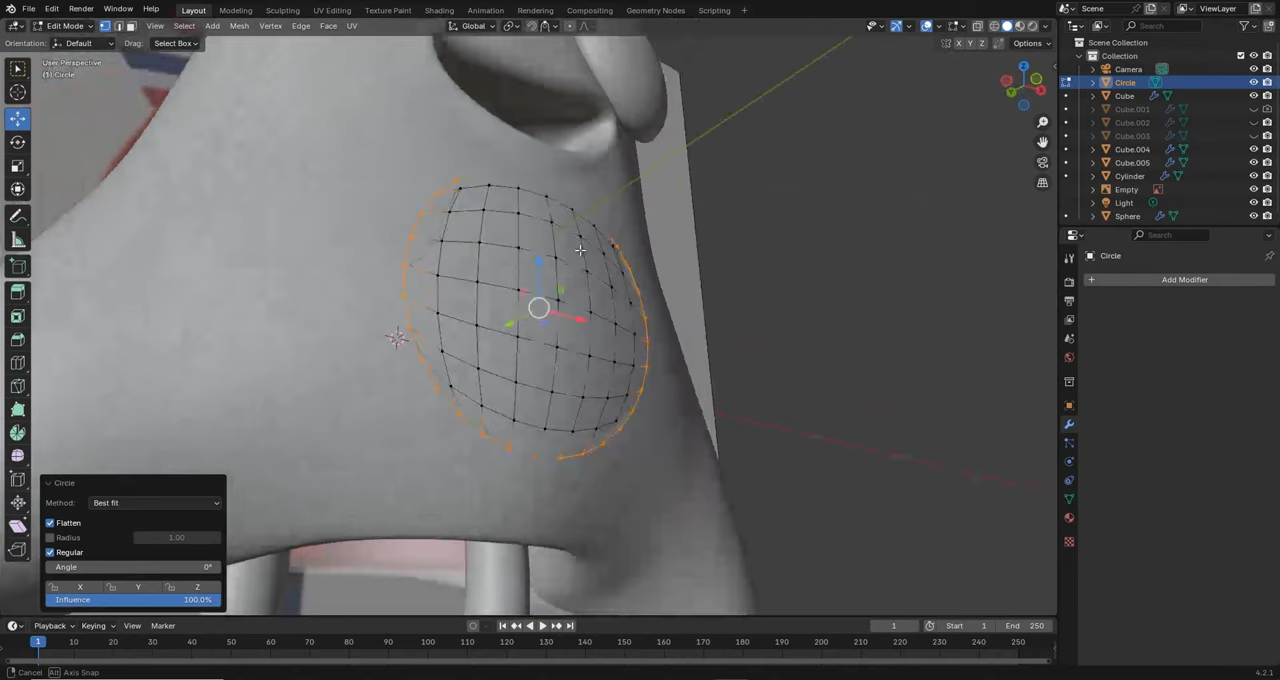 File Edit Render Window Help Layout Modeling Sculpting UV Editing Texture Paint Shading Animation Rendering Compositing Geometry Nodes Scripting + Scene ViewLayer
Edit Mode View Select Add Mesh Vertex Edge Face UV Global
Orientation: Default Drag: Select Box X Y Z Options
User Perspective
(1) Circle
Search
Scene Collection
Collection
Camera
Circle
Cube
Cube.001
Cube.002
Cube.003
Cube.004
Cube.005
Cylinder
Empty
Light
Sphere
Search
Circle
+ Add Modifier
Circle
Method: Best fit
Flatten
Radius 1.00
Regular
Angle 0°
X Y Z
Influence 100.0%
Playback Keying View Marker 1 Start 1 End 250
1 10 20 30 40 50 60 70 80 90 100 110 120 130 140 150 160 170 180 190 200 210 220 230 240 250
Cancel Alt Axis Snap 4.2.1